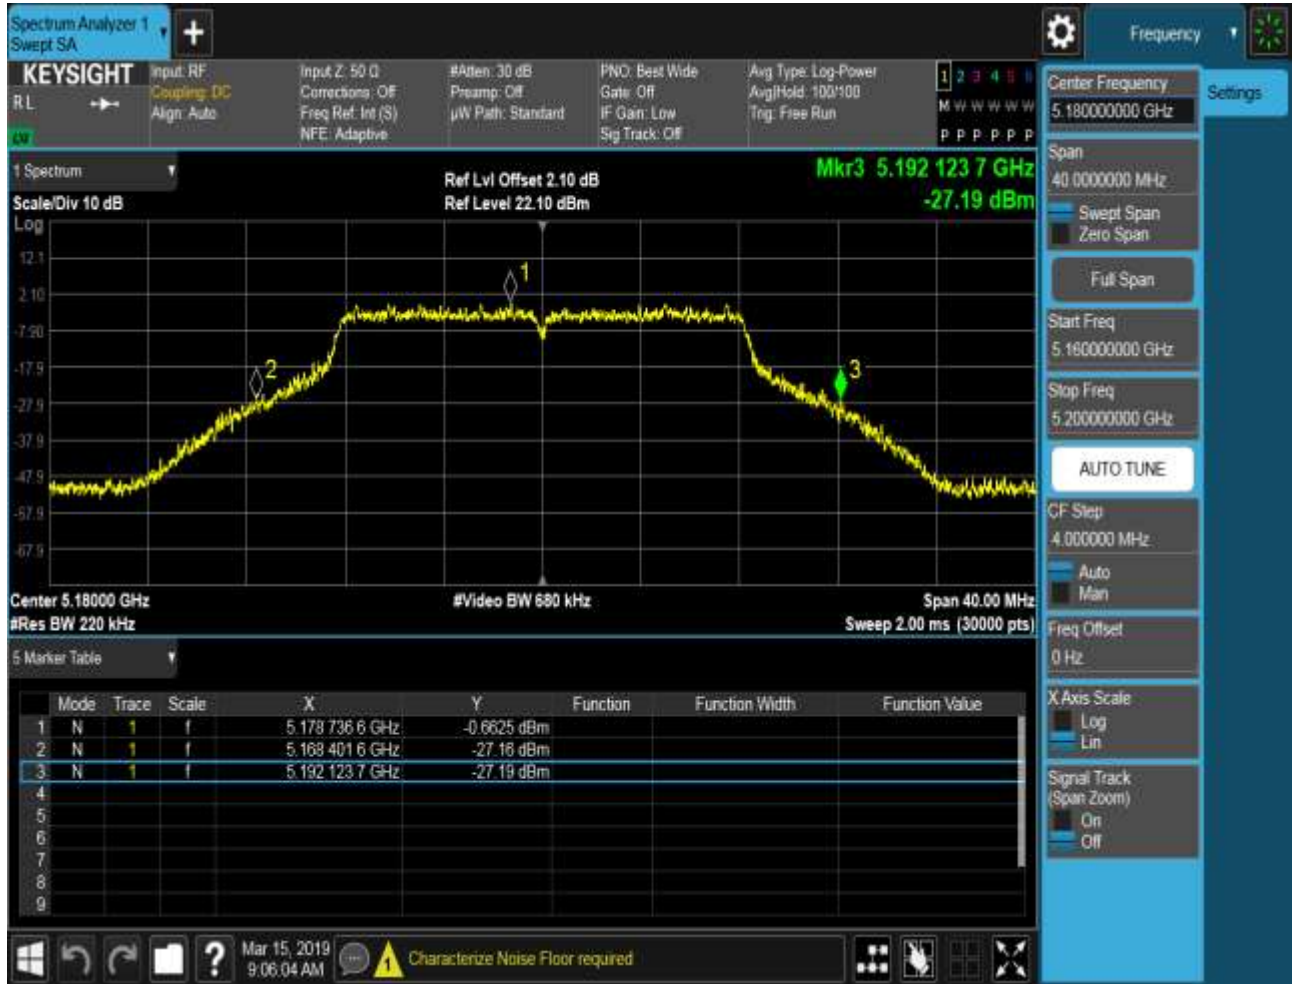 Spectrum Analyzer 1
Swept SA
+
Frequency
KEYSIGHT
RL
Input: RF
Coupling: DC
Align: Auto
Input Z: 50 Ω
Corrections: Off
Freq Ref: Int (S)
NFE: Adaptive
#Atten: 30 dB
Preamp: Off
µW Path: Standard
PNO: Best Wide
Gate: Off
IF Gain: Low
Sig Track: Off
Avg Type: Log-Power
Avg|Hold: 100/100
Trig: Free Run
1 2 3 4 5 6
M W W W W W
P P P P P P
1 Spectrum
Scale/Div 10 dB
Ref Lvl Offset 2.10 dB
Ref Level 22.10 dBm
Mkr3 5.192 123 7 GHz
-27.19 dBm
Log
12.1
2.10
-7.90
-17.9
-27.9
-37.9
-47.9
-57.9
-67.9
1
2
3
Center 5.18000 GHz
#Video BW 680 kHz
Span 40.00 MHz
#Res BW 220 kHz
Sweep 2.00 ms (30000 pts)
5 Marker Table
Mode Trace Scale X Y Function Function Width Function Value
1 N 1 f 5.178 736 6 GHz -0.6625 dBm
2 N 1 f 5.168 401 6 GHz -27.16 dBm
3 N 1 f 5.192 123 7 GHz -27.19 dBm
4
5
6
7
8
9
?
Mar 15, 2019
9:06:04 AM
1
Characterize Noise Floor required
Center Frequency
5.180000000 GHz
Settings
Span
40.0000000 MHz
Swept Span
Zero Span
Full Span
Start Freq
5.160000000 GHz
Stop Freq
5.200000000 GHz
AUTO TUNE
CF Step
4.000000 MHz
Auto
Man
Freq Offset
0 Hz
X Axis Scale
Log
Lin
Signal Track
(Span Zoom)
On
Off